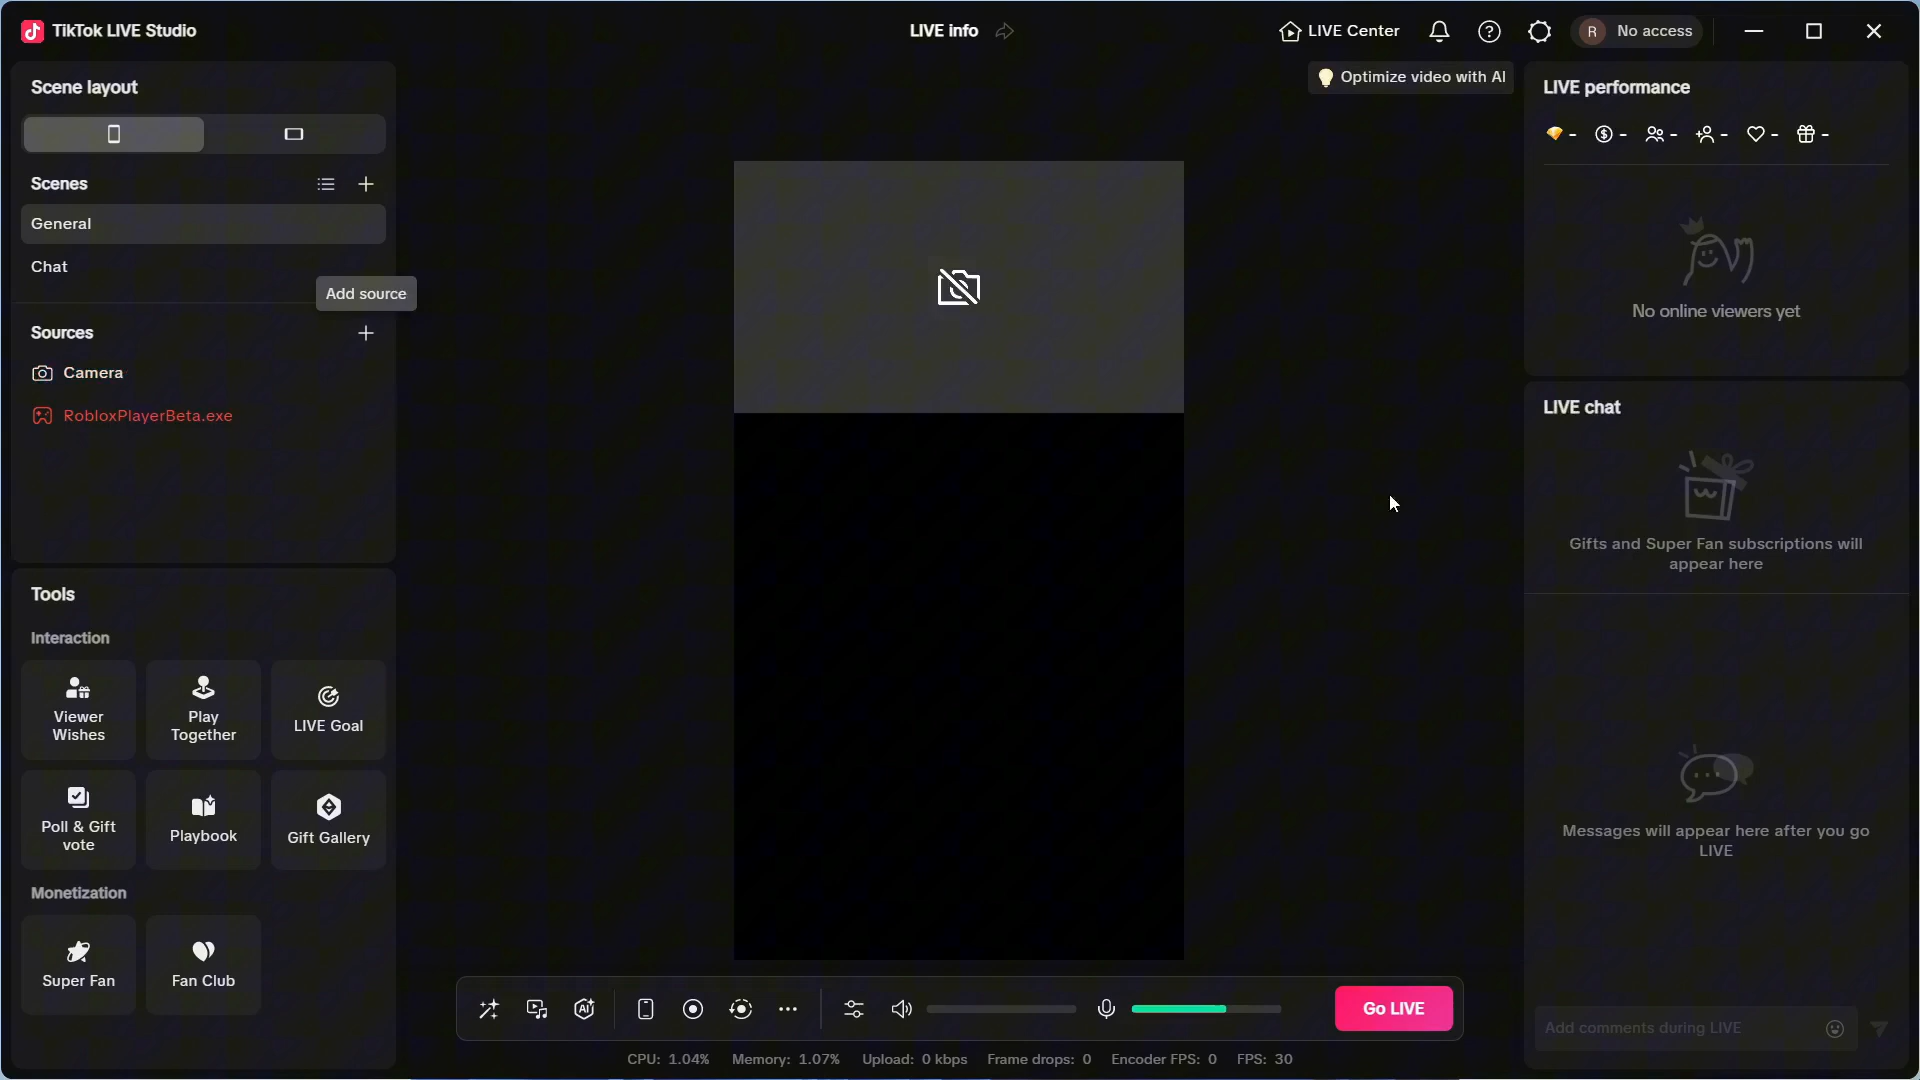 TikTok LIVE Studio
LIVE info
LIVE Center
R
No access
Scene layout
Scenes
General
Chat
Add source
Sources
Camera
RobloxPlayerBeta.exe
Tools
Interaction
Viewer
Wishes
Play
Together
LIVE Goal
Poll & Gift
vote
Playbook
Gift Gallery
Monetization
Super Fan
Fan Club
Optimize video with AI
AI
Go LIVE
CPU: 1.04% Memory: 1.07% Upload: 0 kbps Frame drops: 0 Encoder FPS: 0 FPS: 30
LIVE performance
- - - - - -
No online viewers yet
LIVE chat
Gifts and Super Fan subscriptions will
appear here
Messages will appear here after you go
LIVE
Add comments during LIVE